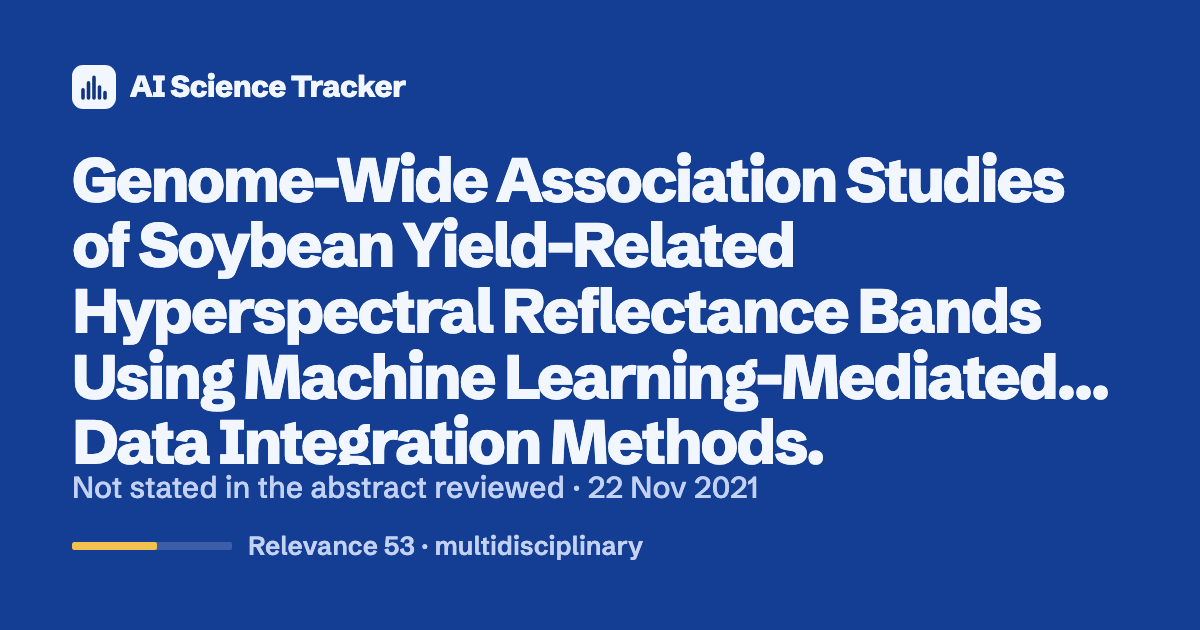 AI Science Tracker
Genome-Wide Association Studies
of Soybean Yield-Related
Hyperspectral Reflectance Bands
Using Machine Learning-Mediated...
Data Integration Methods.
Not stated in the abstract reviewed · 22 Nov 2021
Relevance 53 · multidisciplinary